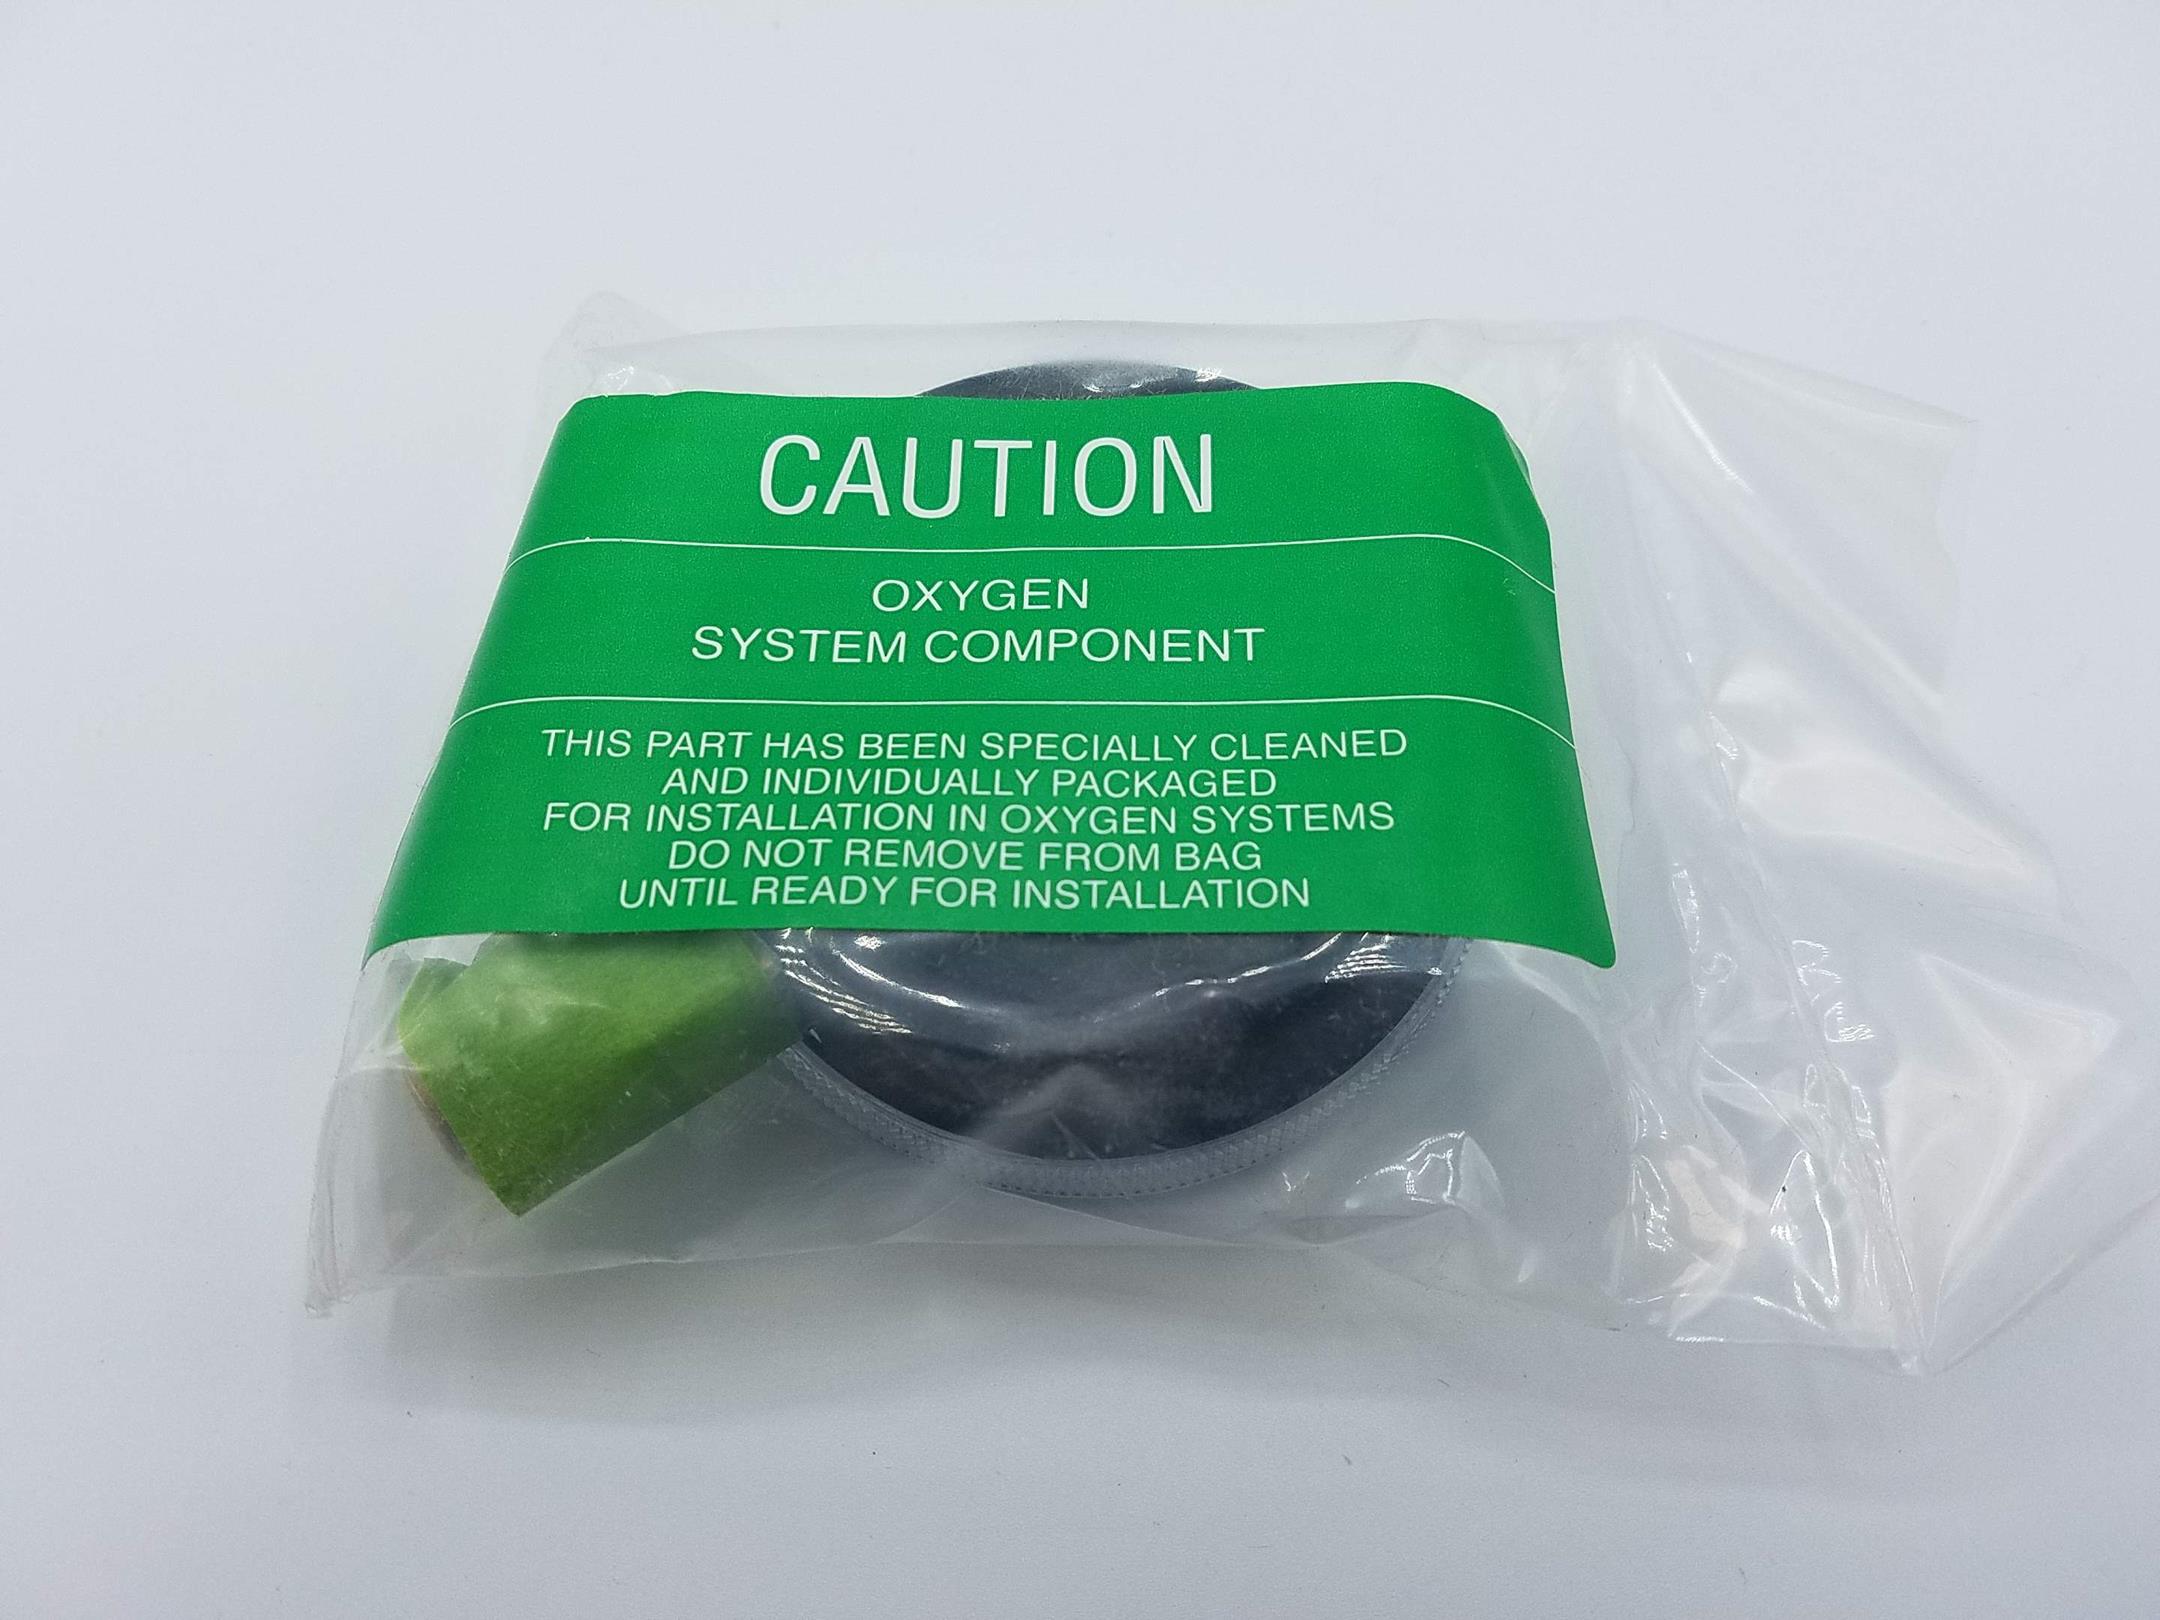 CAUTION
OXYGEN
SYSTEM COMPONENT
THIS PART HAS BEEN SPECIALLY CLEANED
AND INDIVIDUALLY PACKAGED
FOR INSTALLATION IN OXYGEN SYSTEMS
DO NOT REMOVE FROM BAG
UNTIL READY FOR INSTALLATION